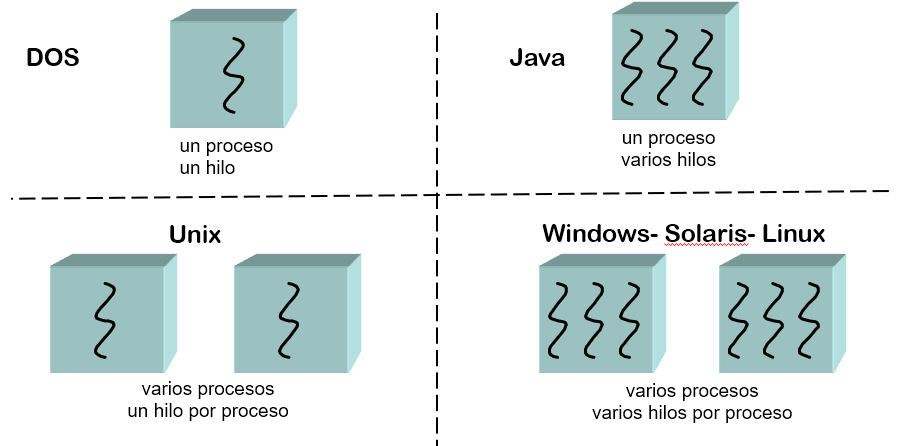 DOS
un proceso
un hilo
Java
un proceso
varios hilos
Unix
varios procesos
un hilo por proceso
Windows- Solaris- Linux
varios procesos
varios hilos por proceso